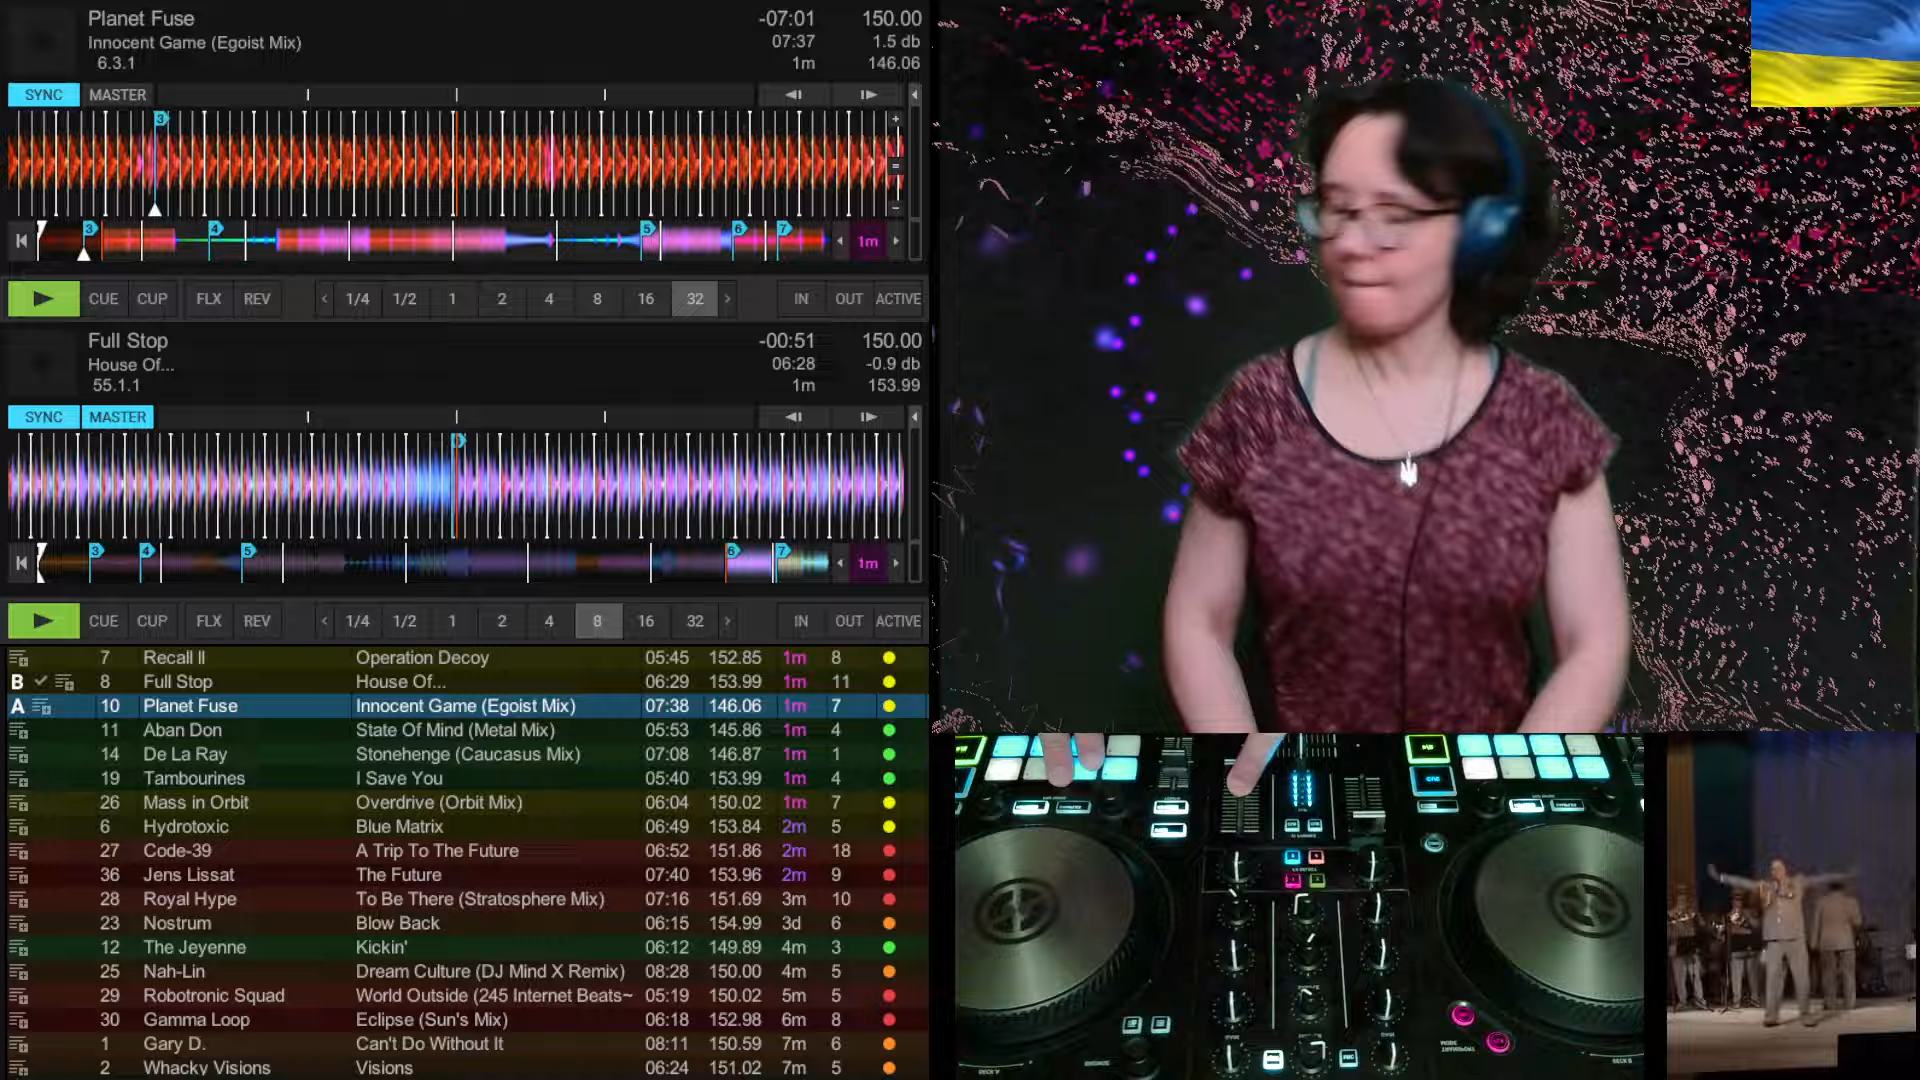 Planet Fuse -07:01 150.00
Innocent Game (Egoist Mix) 07:37 1.5 db
6.3.1 1m 146.06
SYNC MASTER
3
3 4 5 6 7 1m
CUE CUP FLX REV 1/4 1/2 1 2 4 8 16 32 IN OUT ACTIVE
Full Stop -00:51 150.00
House Of... 06:28 -0.9 db
55.1.1 1m 153.99
SYNC MASTER
3 4 5 6 7 1m
CUE CUP FLX REV 1/4 1/2 1 2 4 8 16 32 IN OUT ACTIVE
7 Recall II Operation Decoy 05:45 152.85 1m 8
B 8 Full Stop House Of... 06:29 153.99 1m 11
A 10 Planet Fuse Innocent Game (Egoist Mix) 07:38 146.06 1m 7
11 Aban Don State Of Mind (Metal Mix) 05:53 145.86 1m 4
14 De La Ray Stonehenge (Caucasus Mix) 07:08 146.87 1m 1
19 Tambourines I Save You 05:40 153.99 1m 4
26 Mass in Orbit Overdrive (Orbit Mix) 06:04 150.02 1m 7
6 Hydrotoxic Blue Matrix 06:49 153.84 2m 5
27 Code-39 A Trip To The Future 06:52 151.86 2m 18
36 Jens Lissat The Future 07:40 153.96 2m 9
28 Royal Hype To Be There (Stratosphere Mix) 07:16 151.69 3m 10
23 Nostrum Blow Back 06:15 154.99 3d 6
12 The Jeyenne Kickin' 06:12 149.89 4m 3
25 Nah-Lin Dream Culture (DJ Mind X Remix) 08:28 150.00 4m 5
29 Robotronic Squad World Outside (245 Internet Beats~ 05:19 150.02 5m 5
30 Gamma Loop Eclipse (Sun's Mix) 06:18 152.98 6m 8
1 Gary D. Can't Do Without It 08:11 150.59 7m 6
2 Whacky Visions Visions 06:24 151.02 7m 5